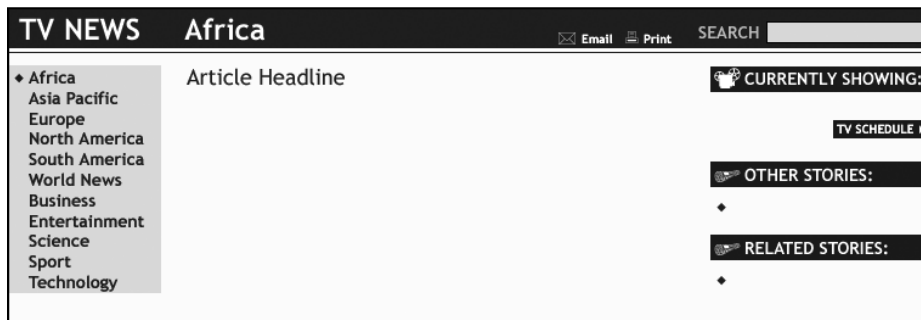 TV NEWS
Africa
Email
Print
SEARCH
Africa
Asia Pacific
Europe
North America
South America
World News
Business
Entertainment
Science
Sport
Technology
Article Headline
CURRENTLY SHOWING:
TV SCHEDULE
OTHER STORIES:
RELATED STORIES: